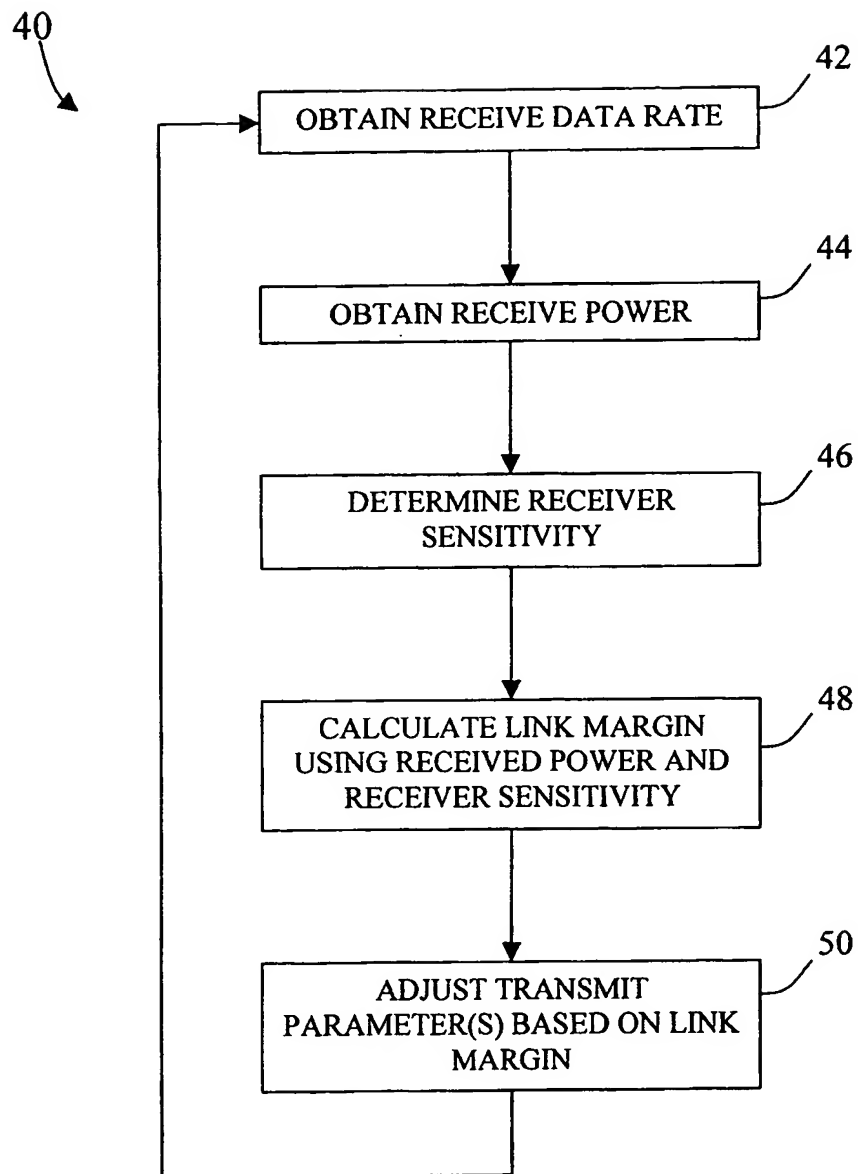 40
42
OBTAIN RECEIVE DATA RATE
44
OBTAIN RECEIVE POWER
46
DETERMINE RECEIVER
SENSITIVITY
48
CALCULATE LINK MARGIN
USING RECEIVED POWER AND
RECEIVER SENSITIVITY
50
ADJUST TRANSMIT
PARAMETER(S) BASED ON LINK
MARGIN